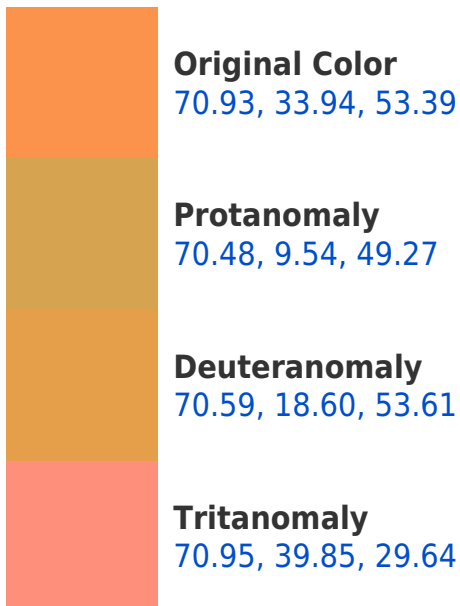 Original Color
70.93, 33.94, 53.39
Protanomaly
70.48, 9.54, 49.27
Deuteranomaly
70.59, 18.60, 53.61
Tritanomaly
70.95, 39.85, 29.64